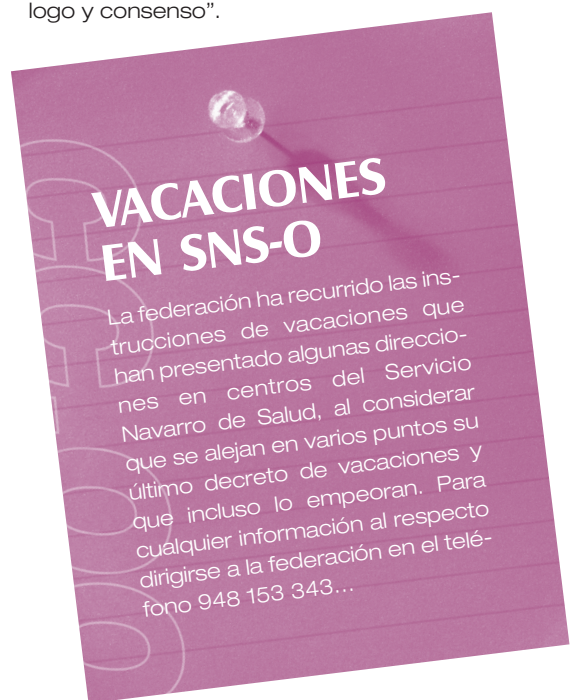 logo y consenso”.
VACACIONES
EN SNS-O
La federación ha recurrido las ins-
trucciones de vacaciones que
han presentado algunas direccio-
nes en centros del Servicio
Navarro de Salud, al considerar
que se alejan en varios puntos su
último decreto de vacaciones y
que incluso lo empeoran. Para
cualquier información al respecto
dirigirse a la federación en el telé-
fono 948 153 343...